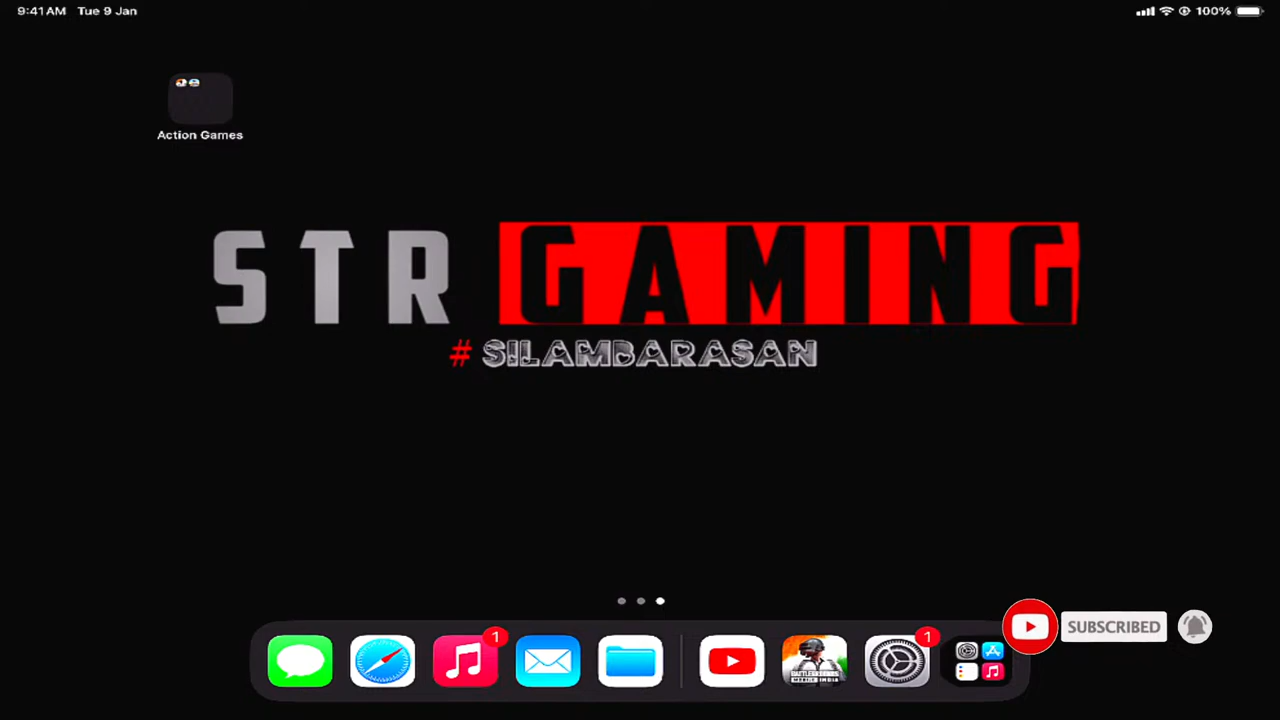 9:41 AM Tue 9 Jan
100%
Action Games
STR GAMING
# SILAMBARASAN
1
1
SUBSCRIBED